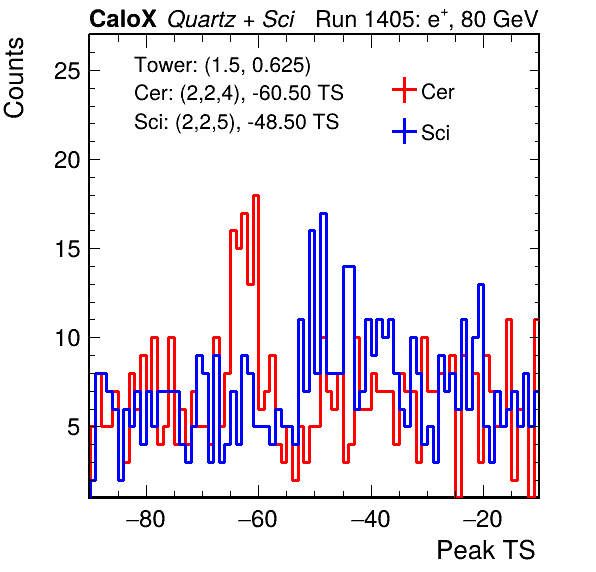 CaloX Quartz + Sci Run 1405: e+, 80 GeV
Tower: (1.5, 0.625)
Cer: (2,2,4), -60.50 TS
Sci: (2,2,5), -48.50 TS
Cer
Sci
Counts
25
20
15
10
5
−80 −60 −40 −20
Peak TS